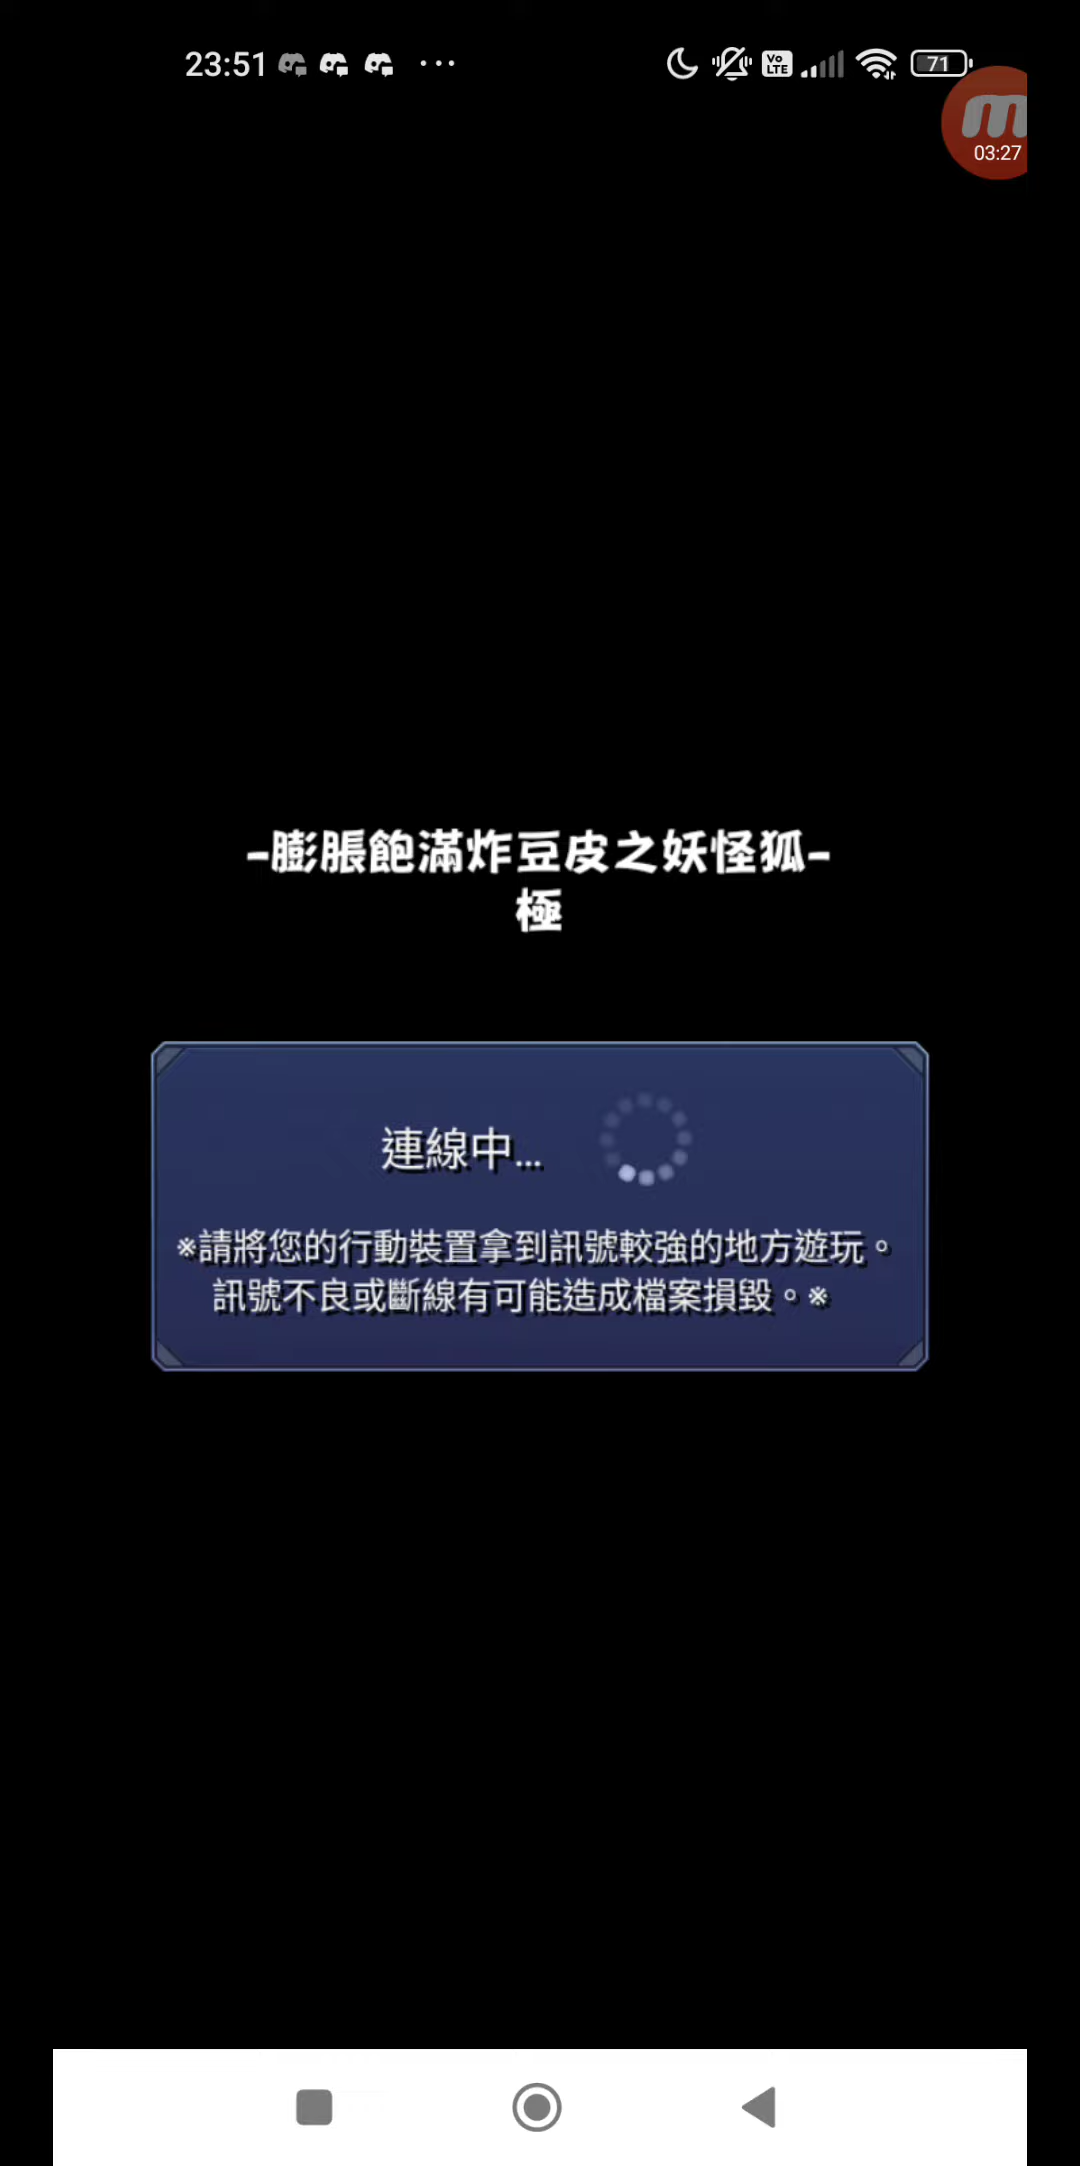 23:51
Vo LTE
71
m
03:27
-膨脹飽滿炸豆皮之妖怪狐-
極
連線中...
※請將您的行動裝置拿到訊號較強的地方遊玩。
訊號不良或斷線有可能造成檔案損毀。※